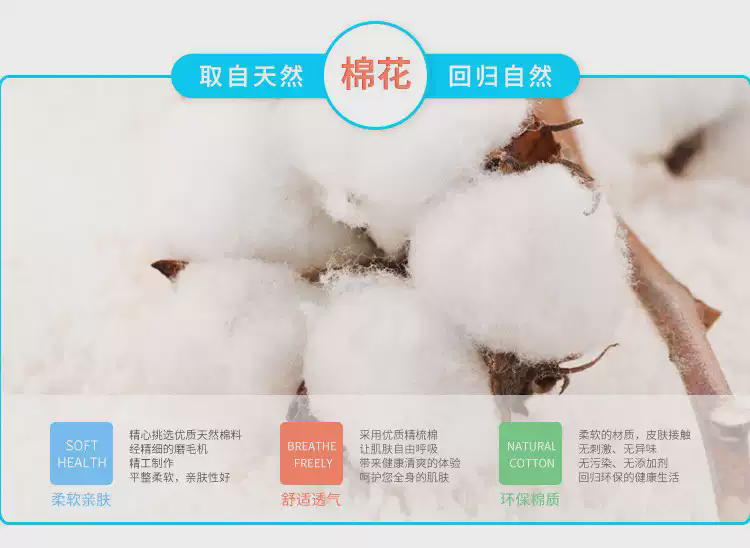 取自天然 棉花 回归自然
SOFT
HEALTH
柔软亲肤
精心挑选优质天然棉料
经精细的磨毛机
精工制作
平整柔软，亲肤性好
BREATHE
FREELY
舒适透气
采用优质精梳棉
让肌肤自由呼吸
带来健康清爽的体验
呵护您全身的肌肤
NATURAL
COTTON
环保棉质
柔软的材质，皮肤接触
无刺激、无异味
无污染、无添加剂
回归环保的健康生活